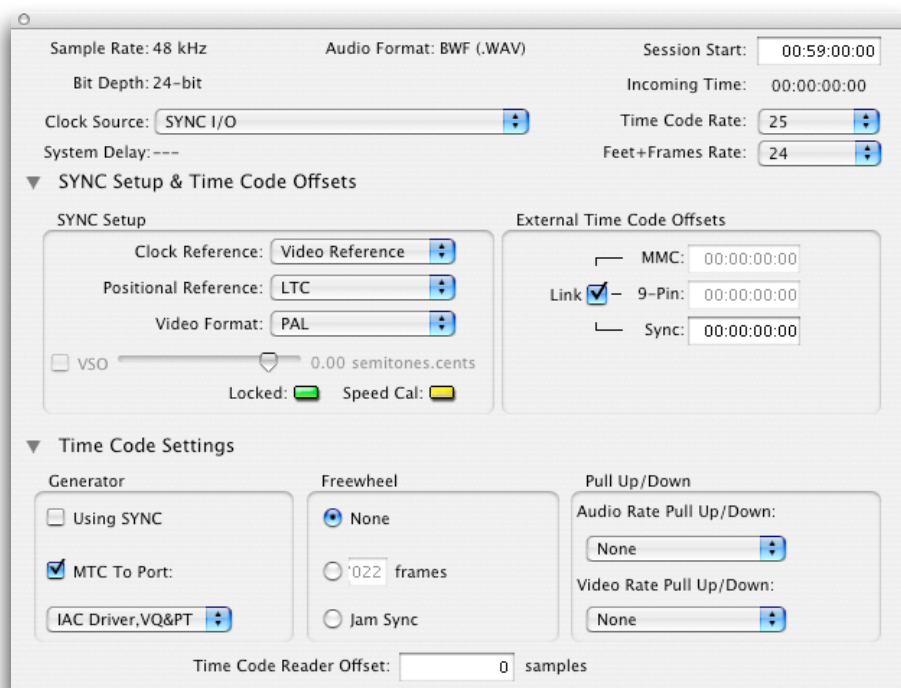 Sample Rate: 48 kHz Audio Format: BWF (.WAV) Session Start: 00:59:00:00
Bit Depth: 24-bit Incoming Time: 00:00:00:00
Clock Source: SYNC I/O Time Code Rate: 25
System Delay: --- Feet+Frames Rate: 24
SYNC Setup & Time Code Offsets
SYNC Setup External Time Code Offsets
Clock Reference: Video Reference MMC: 00:00:00:00
Positional Reference: LTC Link 9-Pin: 00:00:00:00
Video Format: PAL Sync: 00:00:00:00
VSO 0.00 semitones.cents
Locked: Speed Cal:
Time Code Settings
Generator Freewheel Pull Up/Down
Using SYNC None Audio Rate Pull Up/Down:
None
MTC To Port: '022 frames Video Rate Pull Up/Down:
IAC Driver,VQ&PT Jam Sync None
Time Code Reader Offset: 0 samples